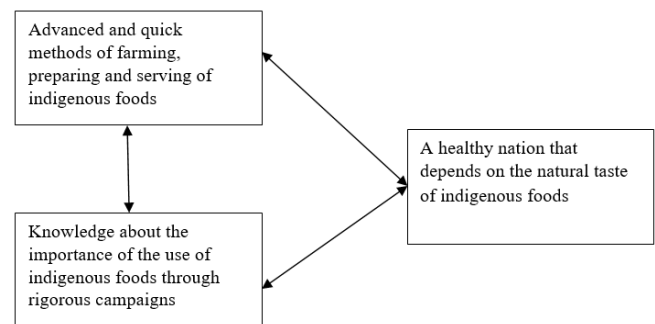 Advanced and quick
methods of farming,
preparing and serving of
indigenous foods
A healthy nation that
depends on the natural taste
of indigenous foods
Knowledge about the
importance of the use of
indigenous foods through
rigorous campaigns